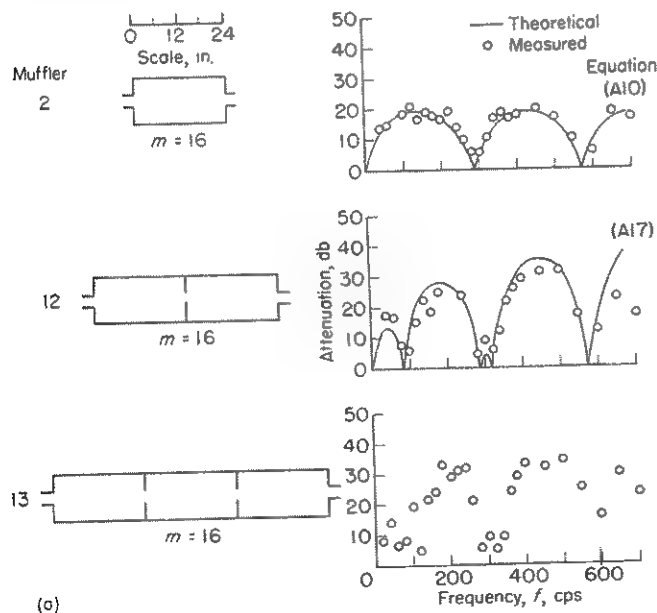 0 12 24
Scale, in.
Muffler
2
m = 16
50
40
30
20
10
0
Theoretical
Measured
Equation
(A10)
12
m = 16
Attenuation, db
50
40
30
20
10
0
(A17)
13
m = 16
50
40
30
20
10
0 200 400 600
Frequency, f, cps
(a)